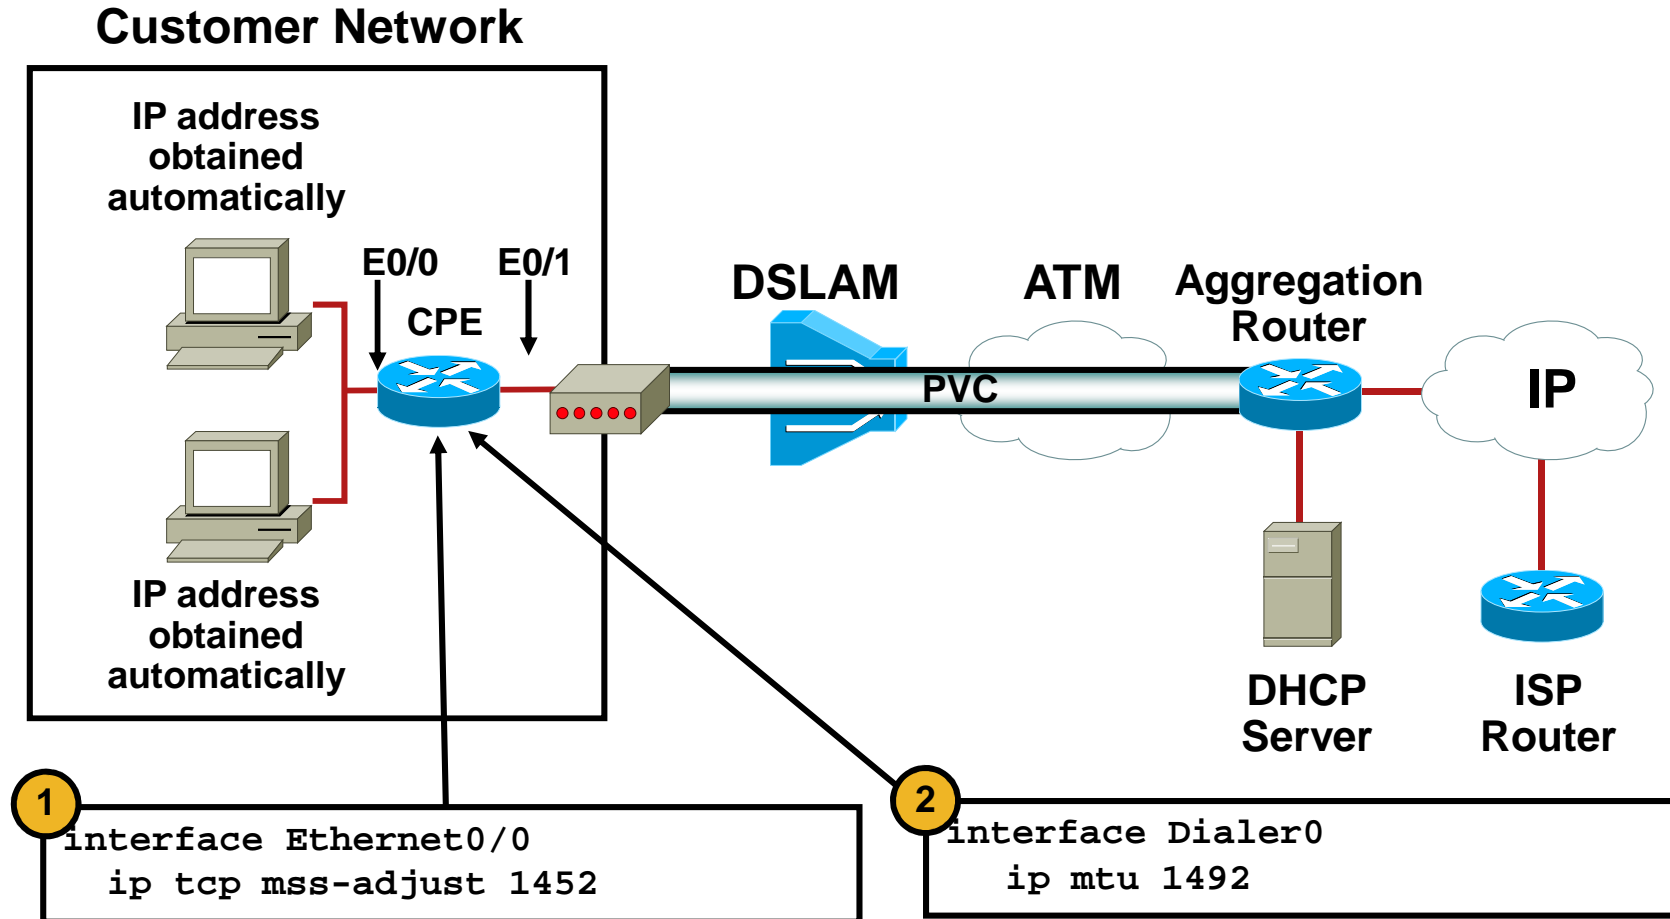 Customer Network
IP address
obtained
automatically
E0/0
E0/1
CPE
DSLAM
ATM
Aggregation
Router
PVC
IP
IP address
obtained
automatically
DHCP
Server
ISP
Router
1
interface Ethernet0/0
ip tcp mss-adjust 1452
2
interface Dialer0
ip mtu 1492